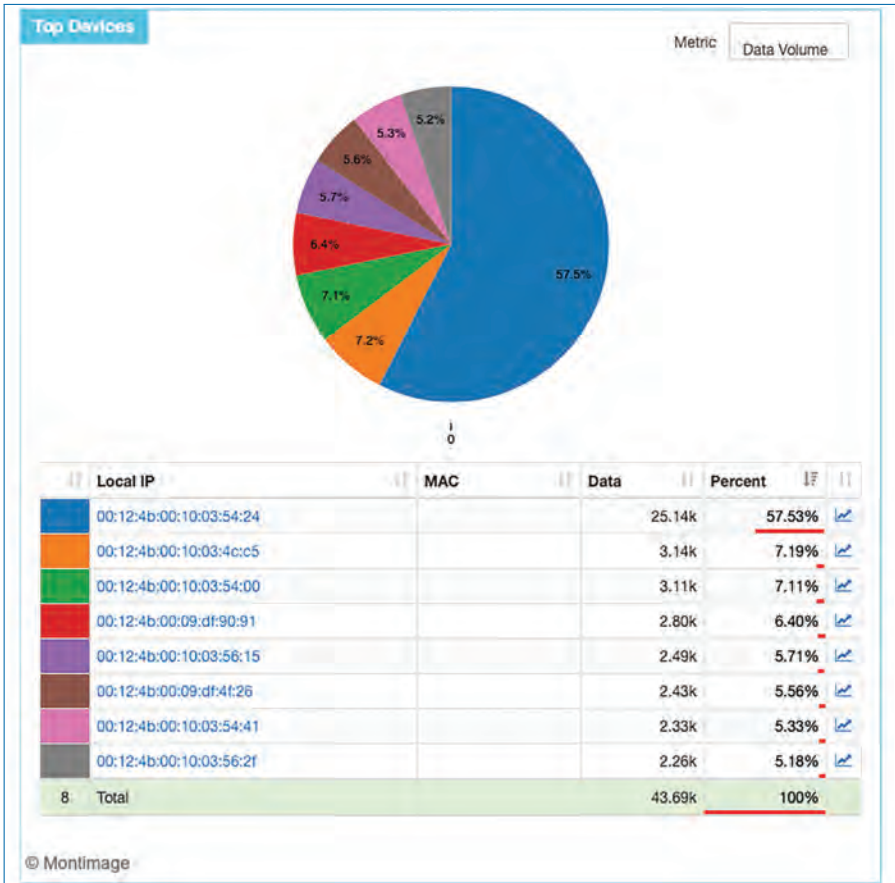 Top Devices
Metric Data Volume
5.2%
5.3%
5.6%
5.7%
6.4%
57.5%
7.1%
7.2%
0
Local IP MAC Data Percent
00:12:4b:00:10:03:54:24 25.14k 57.53%
00:12:4b:00:10:03:4c:c5 3.14k 7.19%
00:12:4b:00:10:03:54:00 3.11k 7.11%
00:12:4b:00:09:df:90:91 2.80k 6.40%
00:12:4b:00:10:03:56:15 2.49k 5.71%
00:12:4b:00:09:df:4f:26 2.43k 5.56%
00:12:4b:00:10:03:54:41 2.33k 5.33%
00:12:4b:00:10:03:56:2f 2.26k 5.18%
8 Total 43.69k 100%
© Montimage